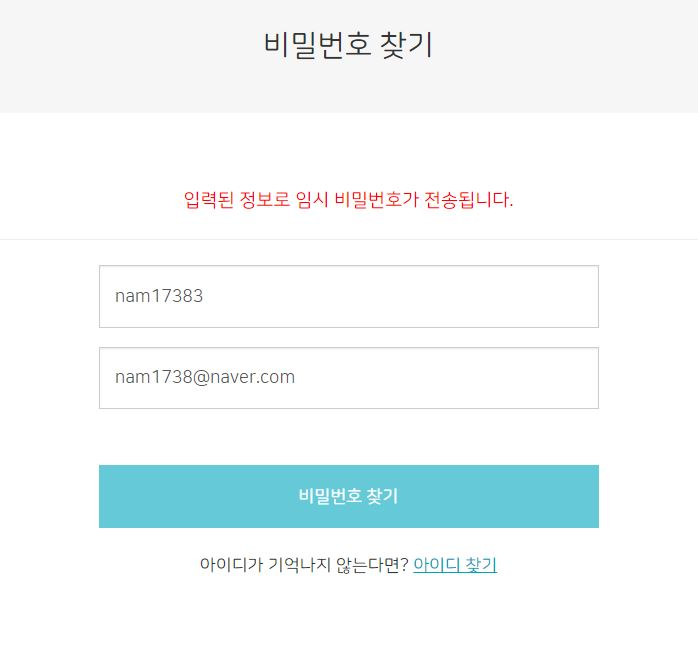 비밀번호 찾기
입력된 정보로 임시 비밀번호가 전송됩니다.
nam17383
nam1738@naver.com
비밀번호 찾기
아이디가 기억나지 않는다면? 아이디 찾기